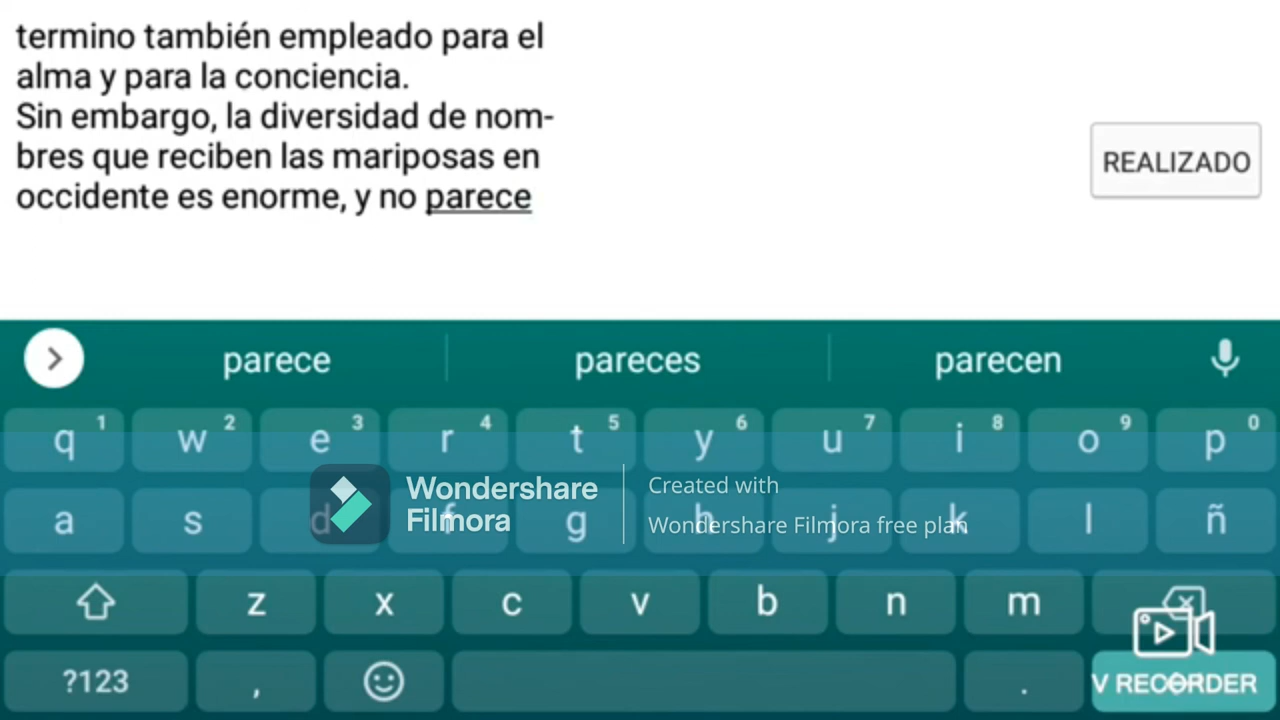 termino también empleado para el
alma y para la conciencia.
Sin embargo, la diversidad de nom-
bres que reciben las mariposas en
occidente es enorme, y no parece
REALIZADO
parece pareces parecen
q 1 w 2 e 3 r 4 t 5 y 6 u 7 i 8 o 9 p 0
Wondershare
Filmora
Created with
Wondershare Filmora free plan
a s d f g h j k l ñ
z x c v b n m
?123 , .
V RECORDER